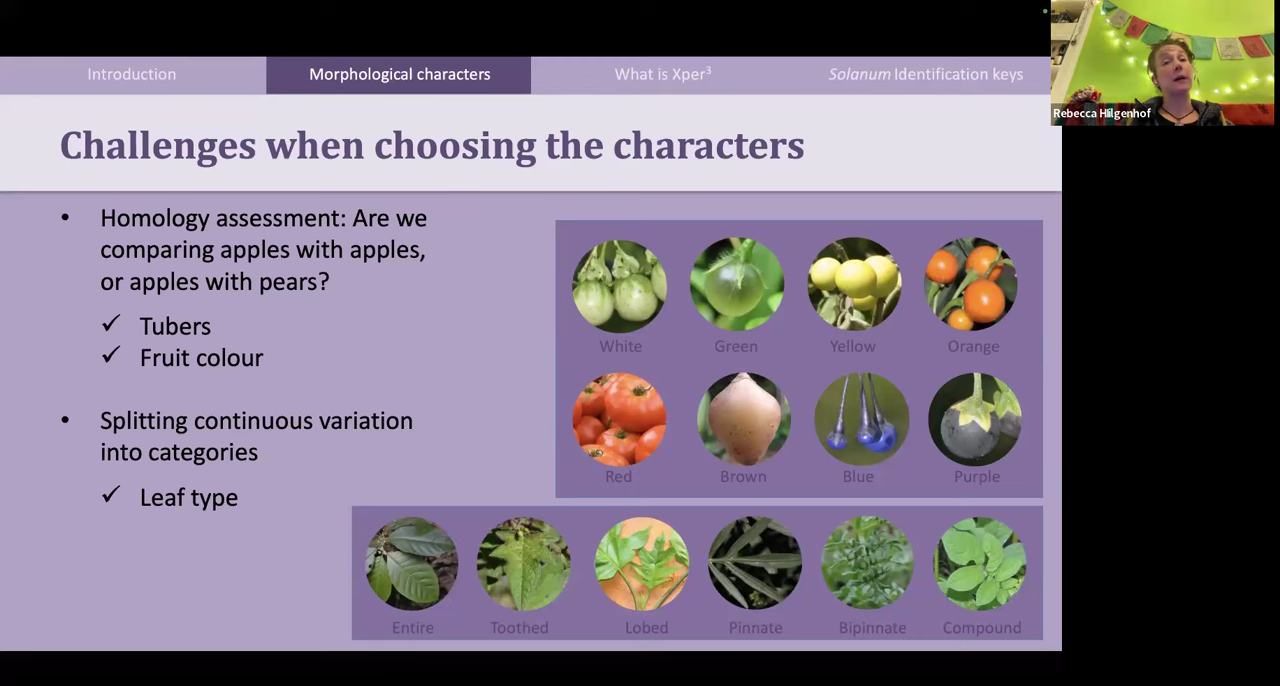 Introduction
Morphological characters
What is Xper³
Solanum Identification keys
Rebecca Hilgenhof
Challenges when choosing the characters
• Homology assessment: Are we
comparing apples with apples,
or apples with pears?
✓ Tubers
✓ Fruit colour
• Splitting continuous variation
into categories
✓ Leaf type
White Green Yellow Orange
Red Brown Blue Purple
Entire Toothed Lobed Pinnate Bipinnate Compound